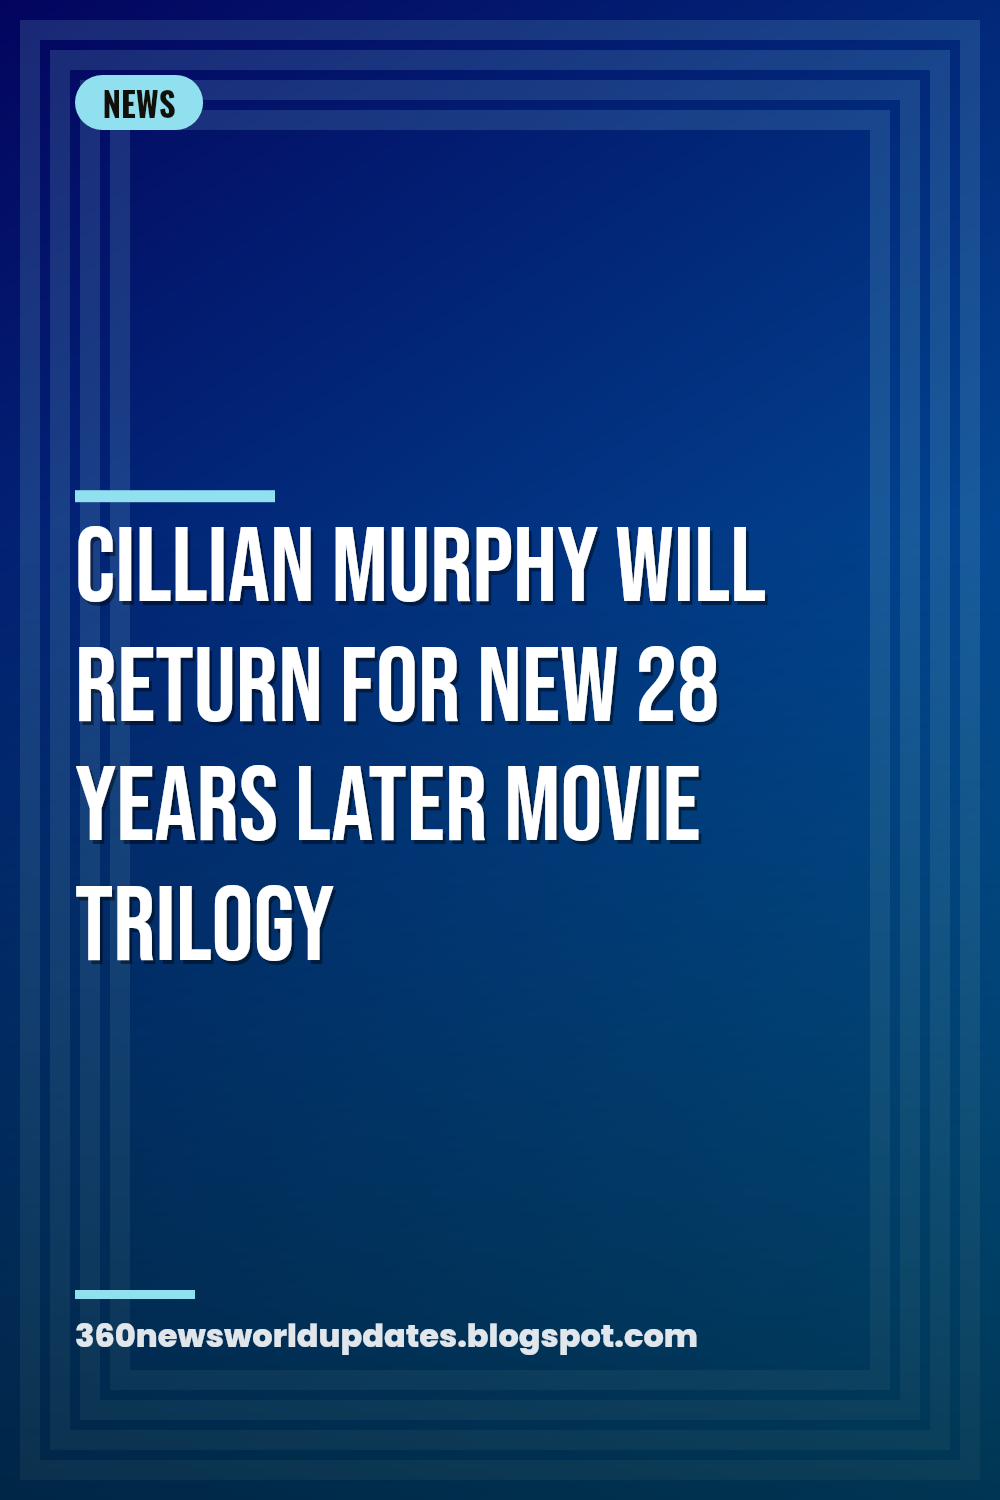 NEWS
CILLIAN MURPHY WILL
RETURN FOR NEW 28
YEARS LATER MOVIE
TRILOGY
360newsworldupdates.blogspot.com